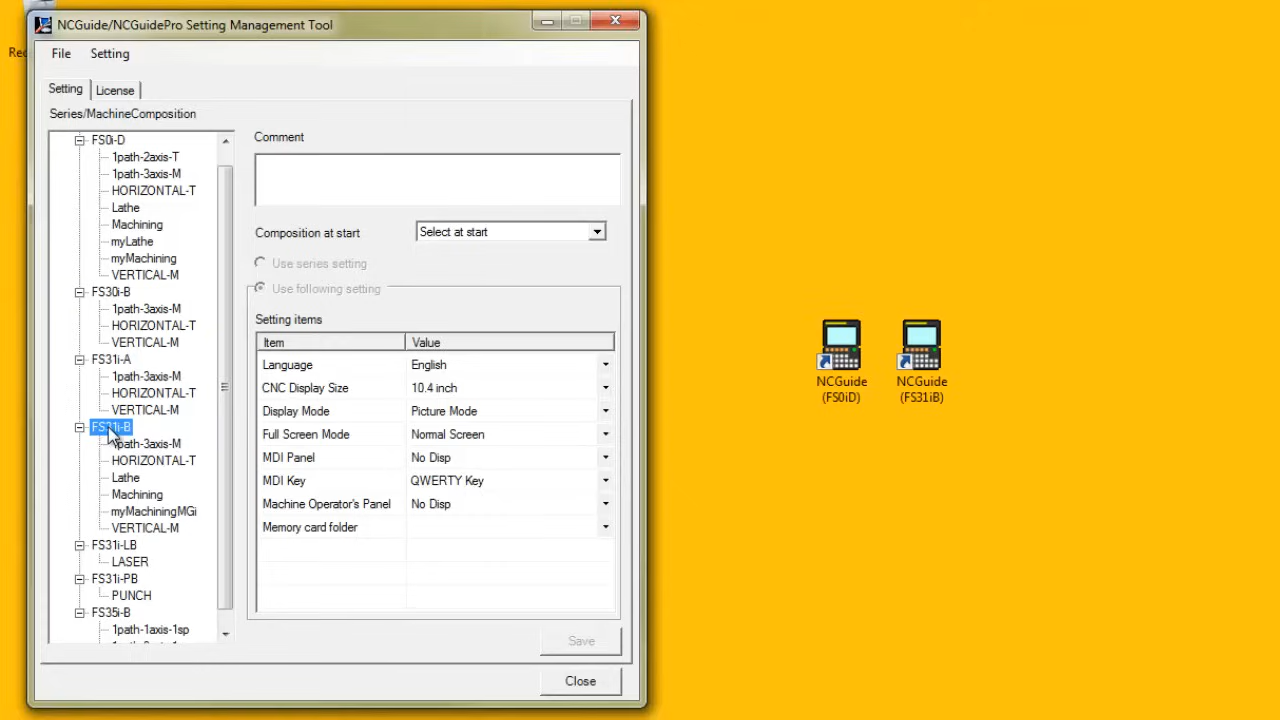 Rec
NCGuide/NCGuidePro Setting Management Tool
File Setting
Setting License
Series/MachineComposition
FS0i-D
1path-2axis-T
1path-3axis-M
HORIZONTAL-T
Lathe
Machining
myLathe
myMachining
VERTICAL-M
FS30i-B
1path-3axis-M
HORIZONTAL-T
VERTICAL-M
FS31i-A
1path-3axis-M
HORIZONTAL-T
VERTICAL-M
FS31i-B
1path-3axis-M
HORIZONTAL-T
Lathe
Machining
myMachiningMGi
VERTICAL-M
FS31i-LB
LASER
FS31i-PB
PUNCH
FS35i-B
1path-1axis-1sp
Comment
Composition at start Select at start
Use series setting
Use following setting
Setting items
Item Value
Language English
CNC Display Size 10.4 inch
Display Mode Picture Mode
Full Screen Mode Normal Screen
MDI Panel No Disp
MDI Key QWERTY Key
Machine Operator's Panel No Disp
Memory card folder
Save
Close
NCGuide
(FS0iD)
NCGuide
(FS31iB)